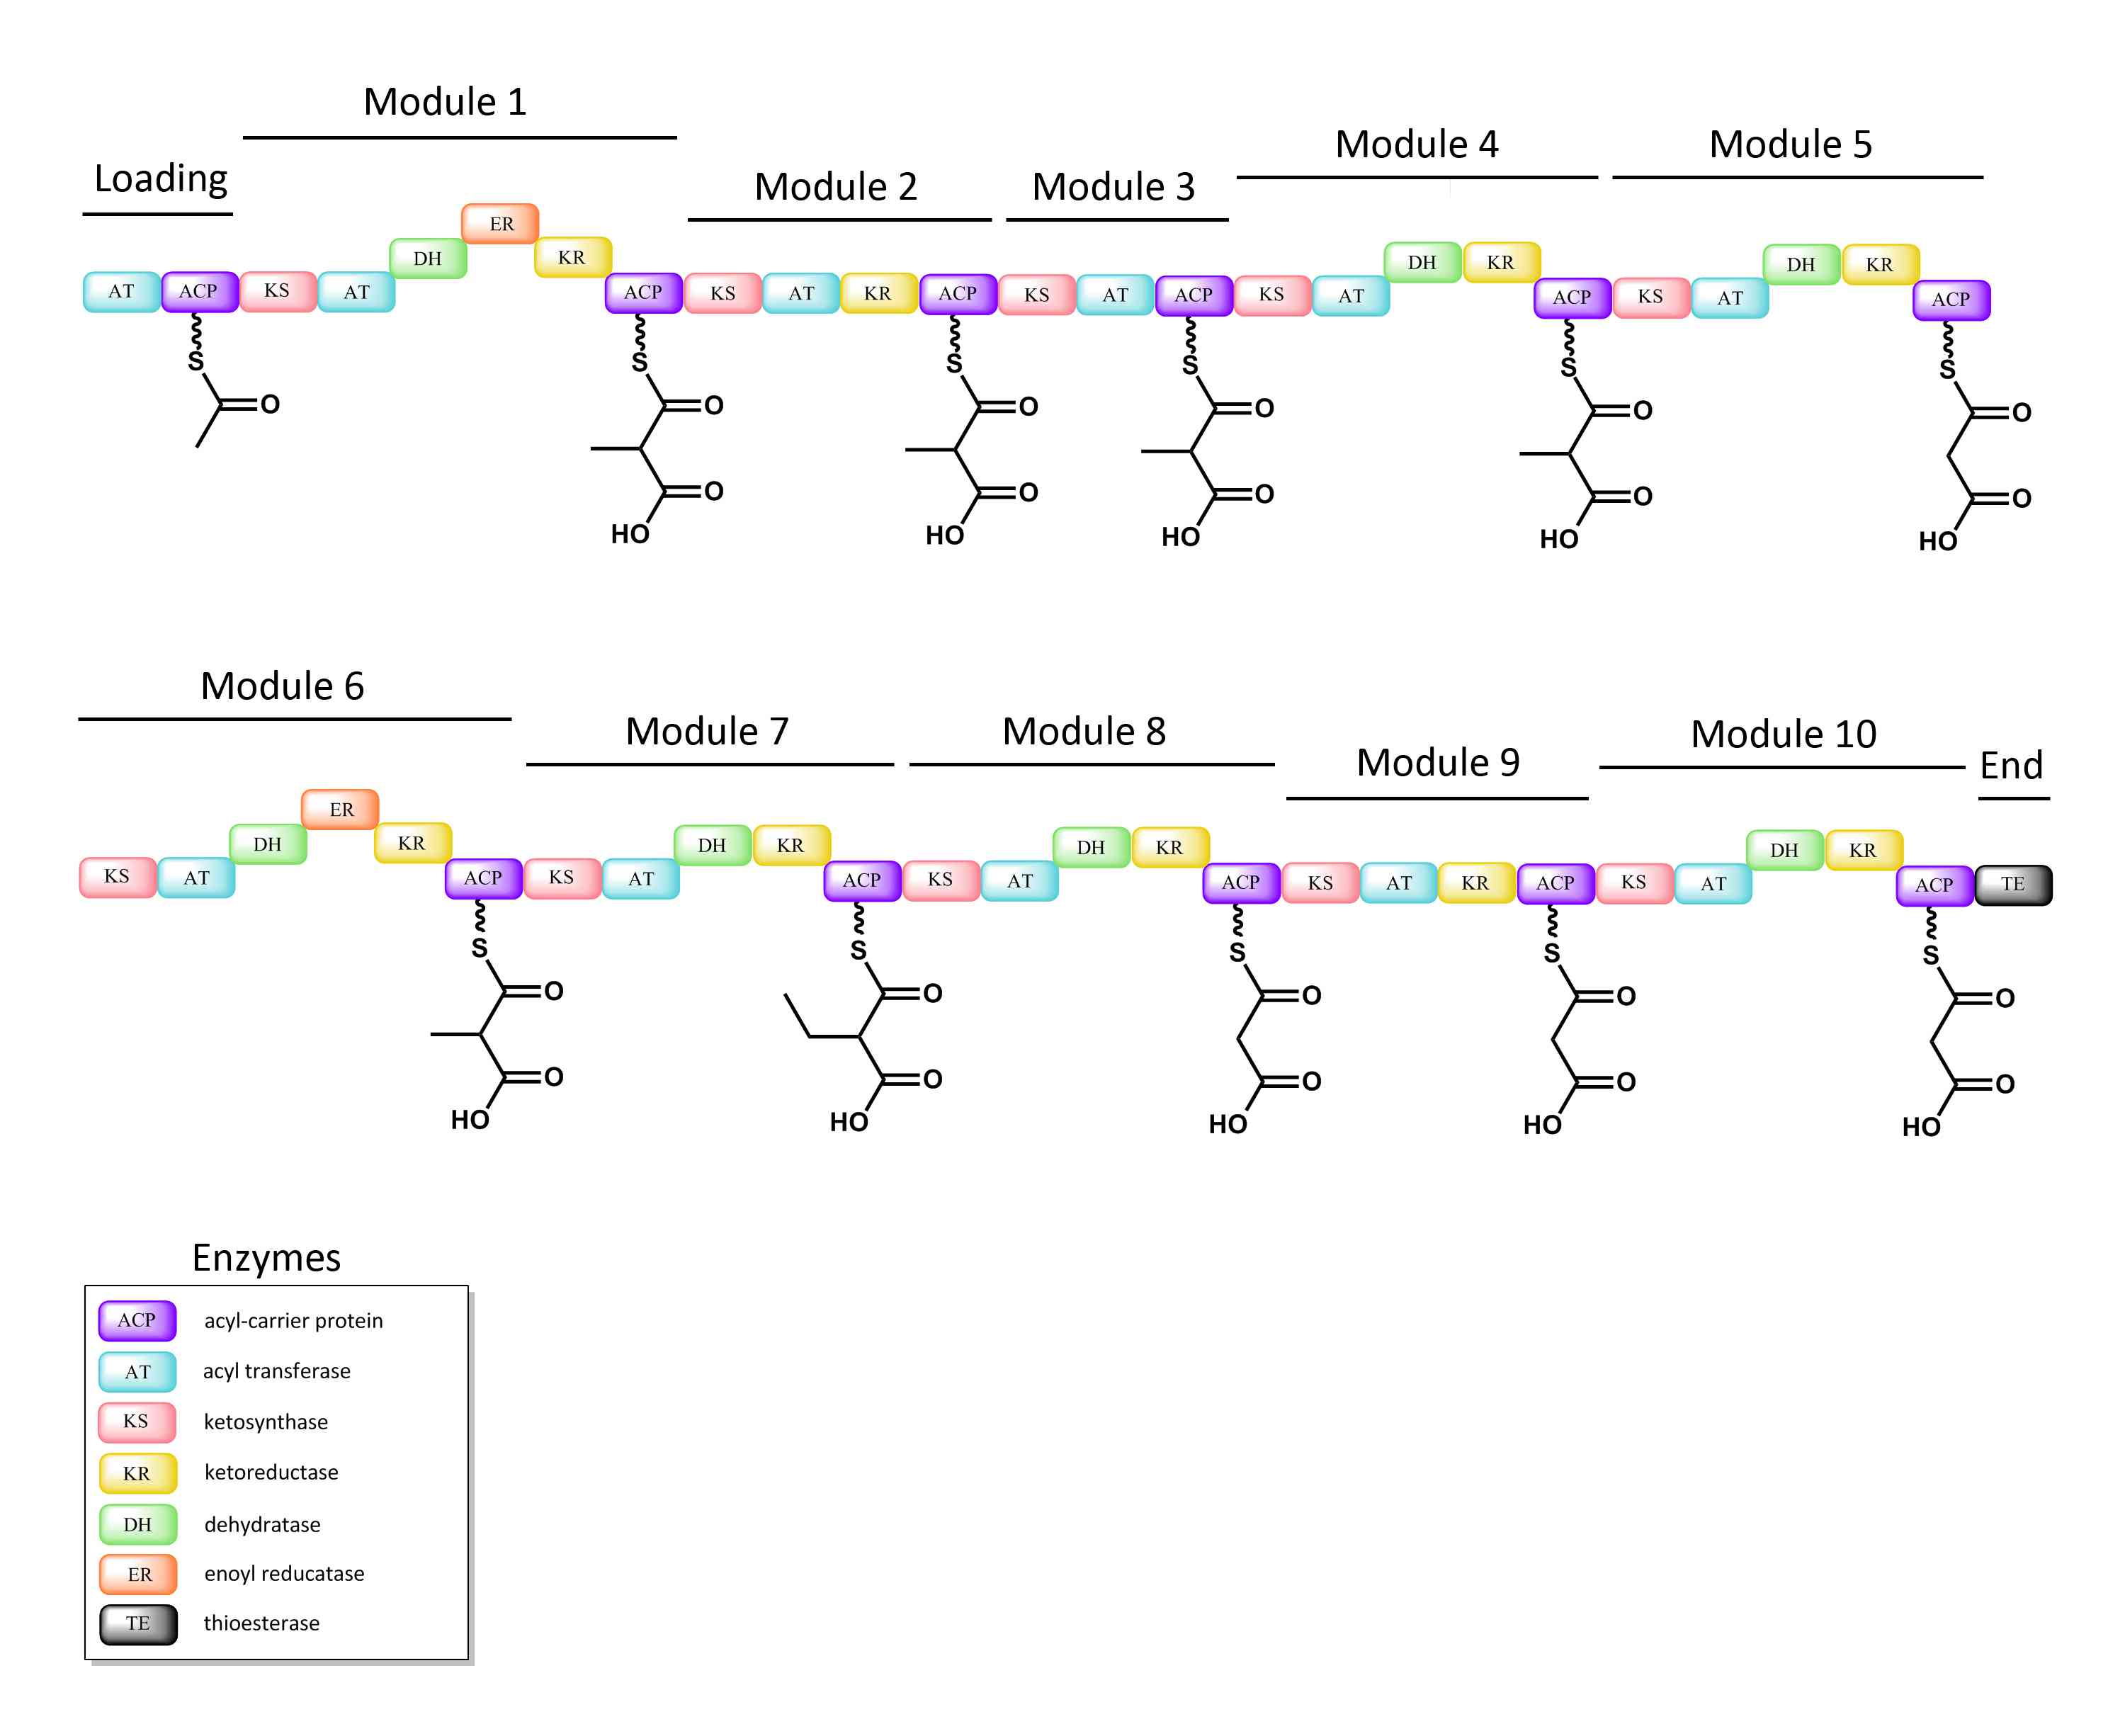 Module 1
Loading
Module 2
Module 3
Module 4
Module 5
AT ACP KS AT DH ER KR ACP KS AT KR ACP KS AT ACP KS AT DH KR ACP KS AT DH KR ACP
S S S S S S
O O O O O O
O O O O O
HO HO HO HO HO
Module 6
Module 7
Module 8
Module 9
Module 10
End
KS AT DH ER KR ACP KS AT DH KR ACP KS AT DH KR ACP KS AT KR ACP KS AT DH KR ACP TE
S S S S S
O O O O O
O O O O O
HO HO HO HO HO
Enzymes
ACP acyl-carrier protein
AT acyl transferase
KS ketosynthase
KR ketoreductase
DH dehydratase
ER enoyl reducatase
TE thioesterase